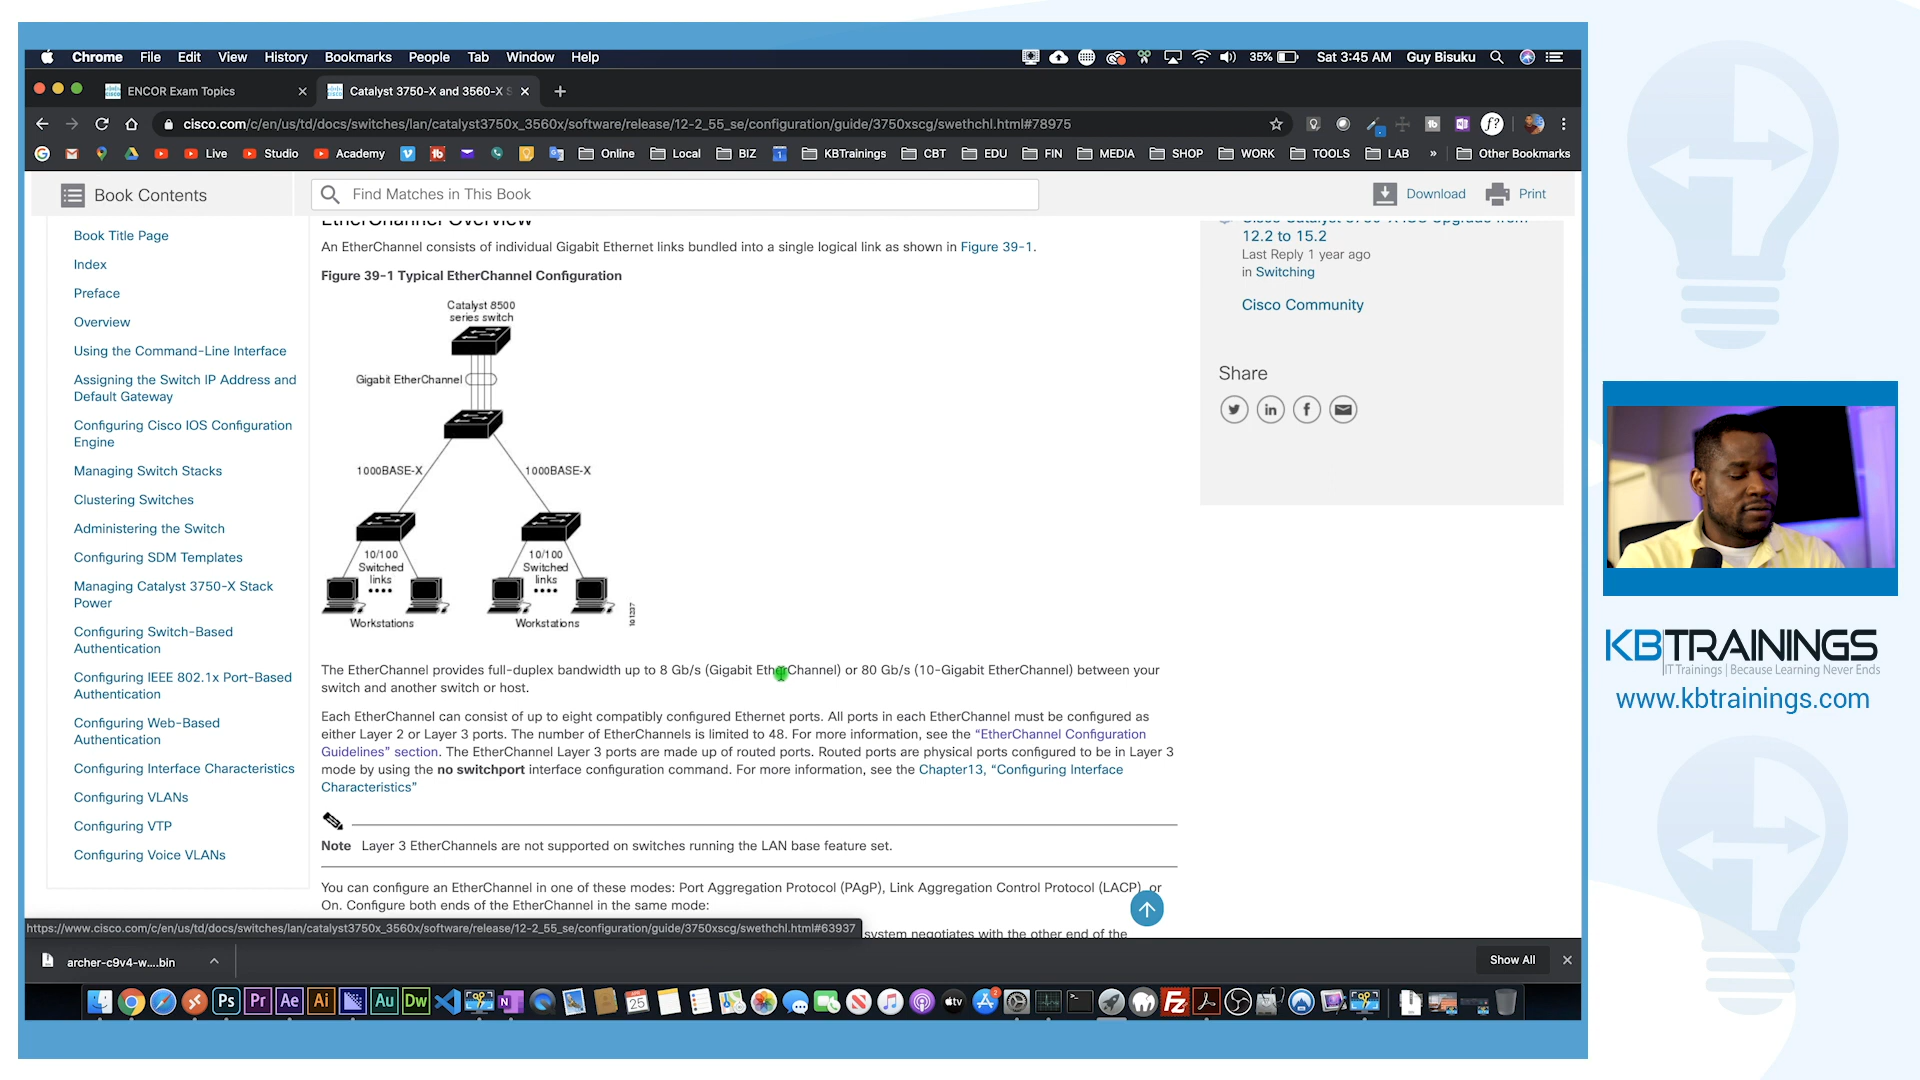 Chrome File Edit View History Bookmarks People Tab Window Help
35% Sat 3:45 AM Guy Bisuku
ENCOR Exam Topics
Catalyst 3750-X and 3560-X S
cisco.com/c/en/us/td/docs/switches/lan/catalyst3750x_3560x/software/release/12-2_55_se/configuration/guide/3750xscg/swethchl.html#78975
Live Studio Academy Online Local BIZ KBTrainings CBT EDU FIN MEDIA SHOP WORK TOOLS LAB » Other Bookmarks
Book Contents
Find Matches in This Book
Download
Print
Book Title Page
Index
Preface
Overview
Using the Command-Line Interface
Assigning the Switch IP Address and
Default Gateway
Configuring Cisco IOS Configuration
Engine
Managing Switch Stacks
Clustering Switches
Administering the Switch
Configuring SDM Templates
Managing Catalyst 3750-X Stack
Power
Configuring Switch-Based
Authentication
Configuring IEEE 802.1x Port-Based
Authentication
Configuring Web-Based
Authentication
Configuring Interface Characteristics
Configuring VLANs
Configuring VTP
Configuring Voice VLANs
EtherChannel Overview
An EtherChannel consists of individual Gigabit Ethernet links bundled into a single logical link as shown in Figure 39-1.
Figure 39-1 Typical EtherChannel Configuration
Catalyst 8500
series switch
Gigabit EtherChannel
1000BASE-X
1000BASE-X
10/100
Switched
links
10/100
Switched
links
Workstations
Workstations
101237
The EtherChannel provides full-duplex bandwidth up to 8 Gb/s (Gigabit EtherChannel) or 80 Gb/s (10-Gigabit EtherChannel) between your
switch and another switch or host.
Each EtherChannel can consist of up to eight compatibly configured Ethernet ports. All ports in each EtherChannel must be configured as
either Layer 2 or Layer 3 ports. The number of EtherChannels is limited to 48. For more information, see the “EtherChannel Configuration
Guidelines” section. The EtherChannel Layer 3 ports are made up of routed ports. Routed ports are physical ports configured to be in Layer 3
mode by using the no switchport interface configuration command. For more information, see the Chapter13, “Configuring Interface
Characteristics”
Note Layer 3 EtherChannels are not supported on switches running the LAN base feature set.
You can configure an EtherChannel in one of these modes: Port Aggregation Protocol (PAgP), Link Aggregation Control Protocol (LACP), or
On. Configure both ends of the EtherChannel in the same mode:
system negotiates with the other end of the
https://www.cisco.com/c/en/us/td/docs/switches/lan/catalyst3750x_3560x/software/release/12-2_55_se/configuration/guide/3750xscg/swethchl.html#63937
Cisco Catalyst 3750-X IOS Upgrade from
12.2 to 15.2
Last Reply 1 year ago
in Switching
Cisco Community
Share
archer-c9v4-w....bin
Show All
Ps Pr Ae Ai Au Dw
KBTRAININGS
IT Trainings | Because Learning Never Ends
www.kbtrainings.com